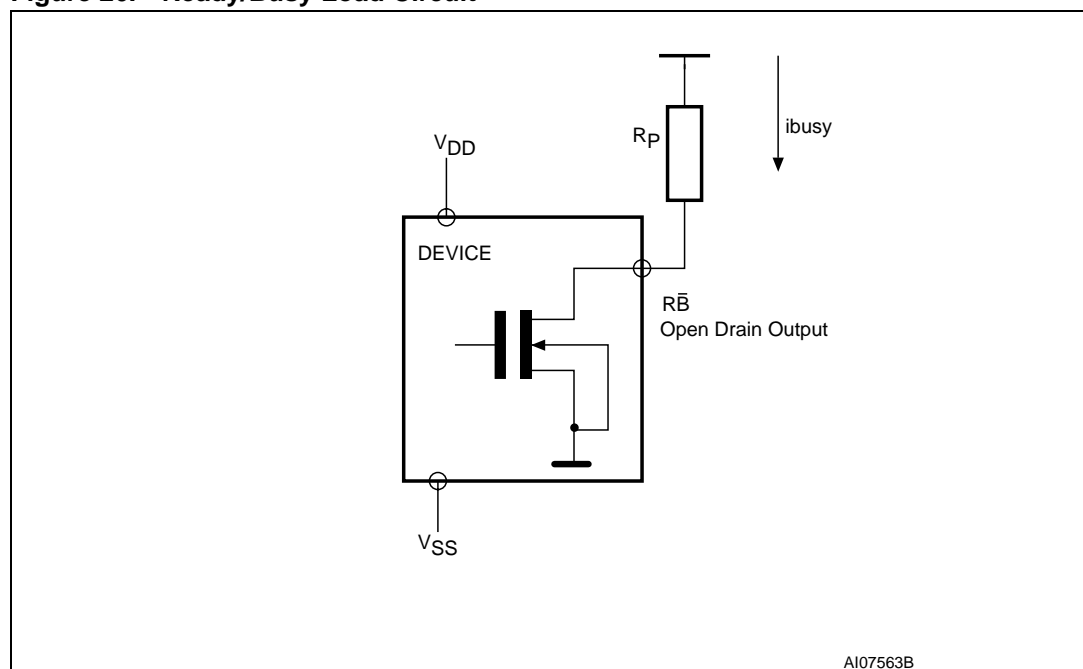 Figure 26. Ready/Busy Load Circuit
RP
ibusy
VDD
DEVICE
RB̅
Open Drain Output
VSS
AI07563B